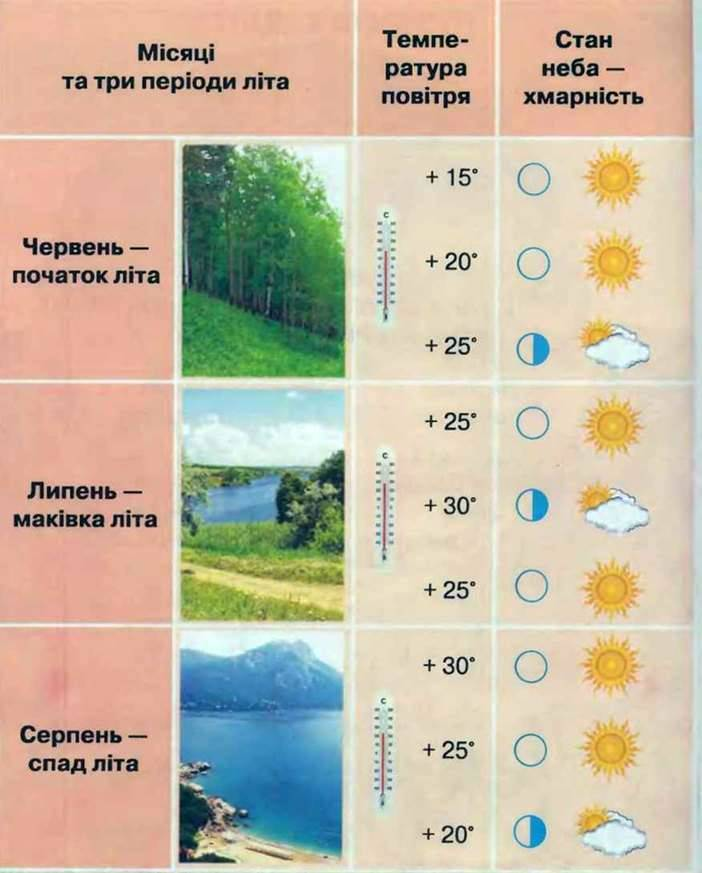 Місяці
та три періоди літа
Темпе-
ратура
повітря
Стан
неба —
хмарність
Червень —
початок літа
+ 15°
+ 20°
+ 25°
C
Липень —
маківка літа
+ 25°
+ 30°
+ 25°
C
Серпень —
спад літа
+ 30°
+ 25°
+ 20°
C